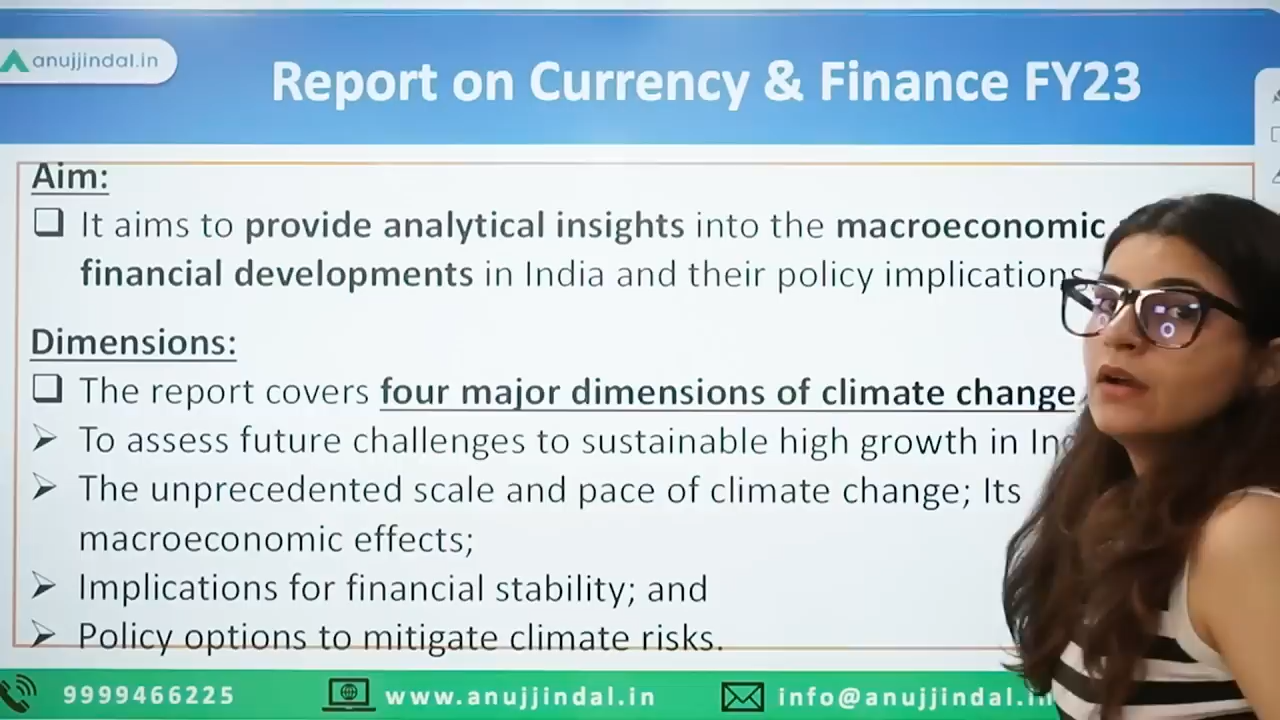 anujjindal.in
Report on Currency & Finance FY23
Aim:
It aims to provide analytical insights into the macroeconomic
financial developments in India and their policy implications
Dimensions:
The report covers four major dimensions of climate change
To assess future challenges to sustainable high growth in
The unprecedented scale and pace of climate change; Its
macroeconomic effects;
Implications for financial stability; and
Policy options to mitigate climate risks.
9999466225 www.anujjindal.in info@anujjindal.in